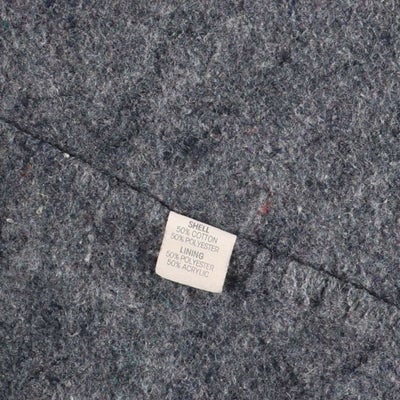 SHELL
50% COTTON
50% POLYESTER
LINING
50% POLYESTER
50% ACRYLIC